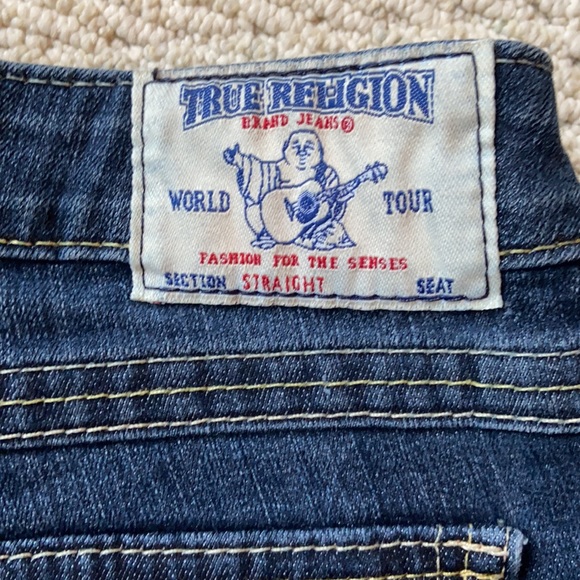 TRUE RELIGION
BRAND JEANS®
WORLD TOUR
FASHION FOR THE SENSES
SECTION STRAIGHT SEAT